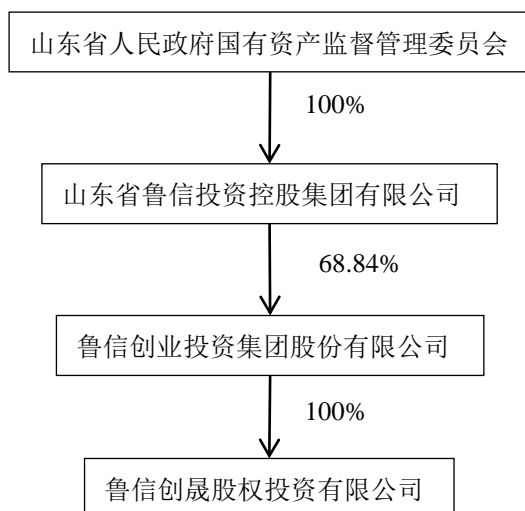 山东省人民政府国有资产监督管理委员会
100%
山东省鲁信投资控股集团有限公司
68.84%
鲁信创业投资集团股份有限公司
100%
鲁信创晟股权投资有限公司